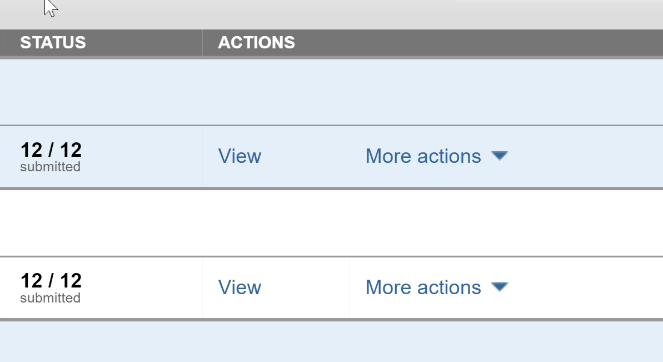 STATUS ACTIONS
12 / 12
submitted
View More actions
12 / 12
submitted
View More actions